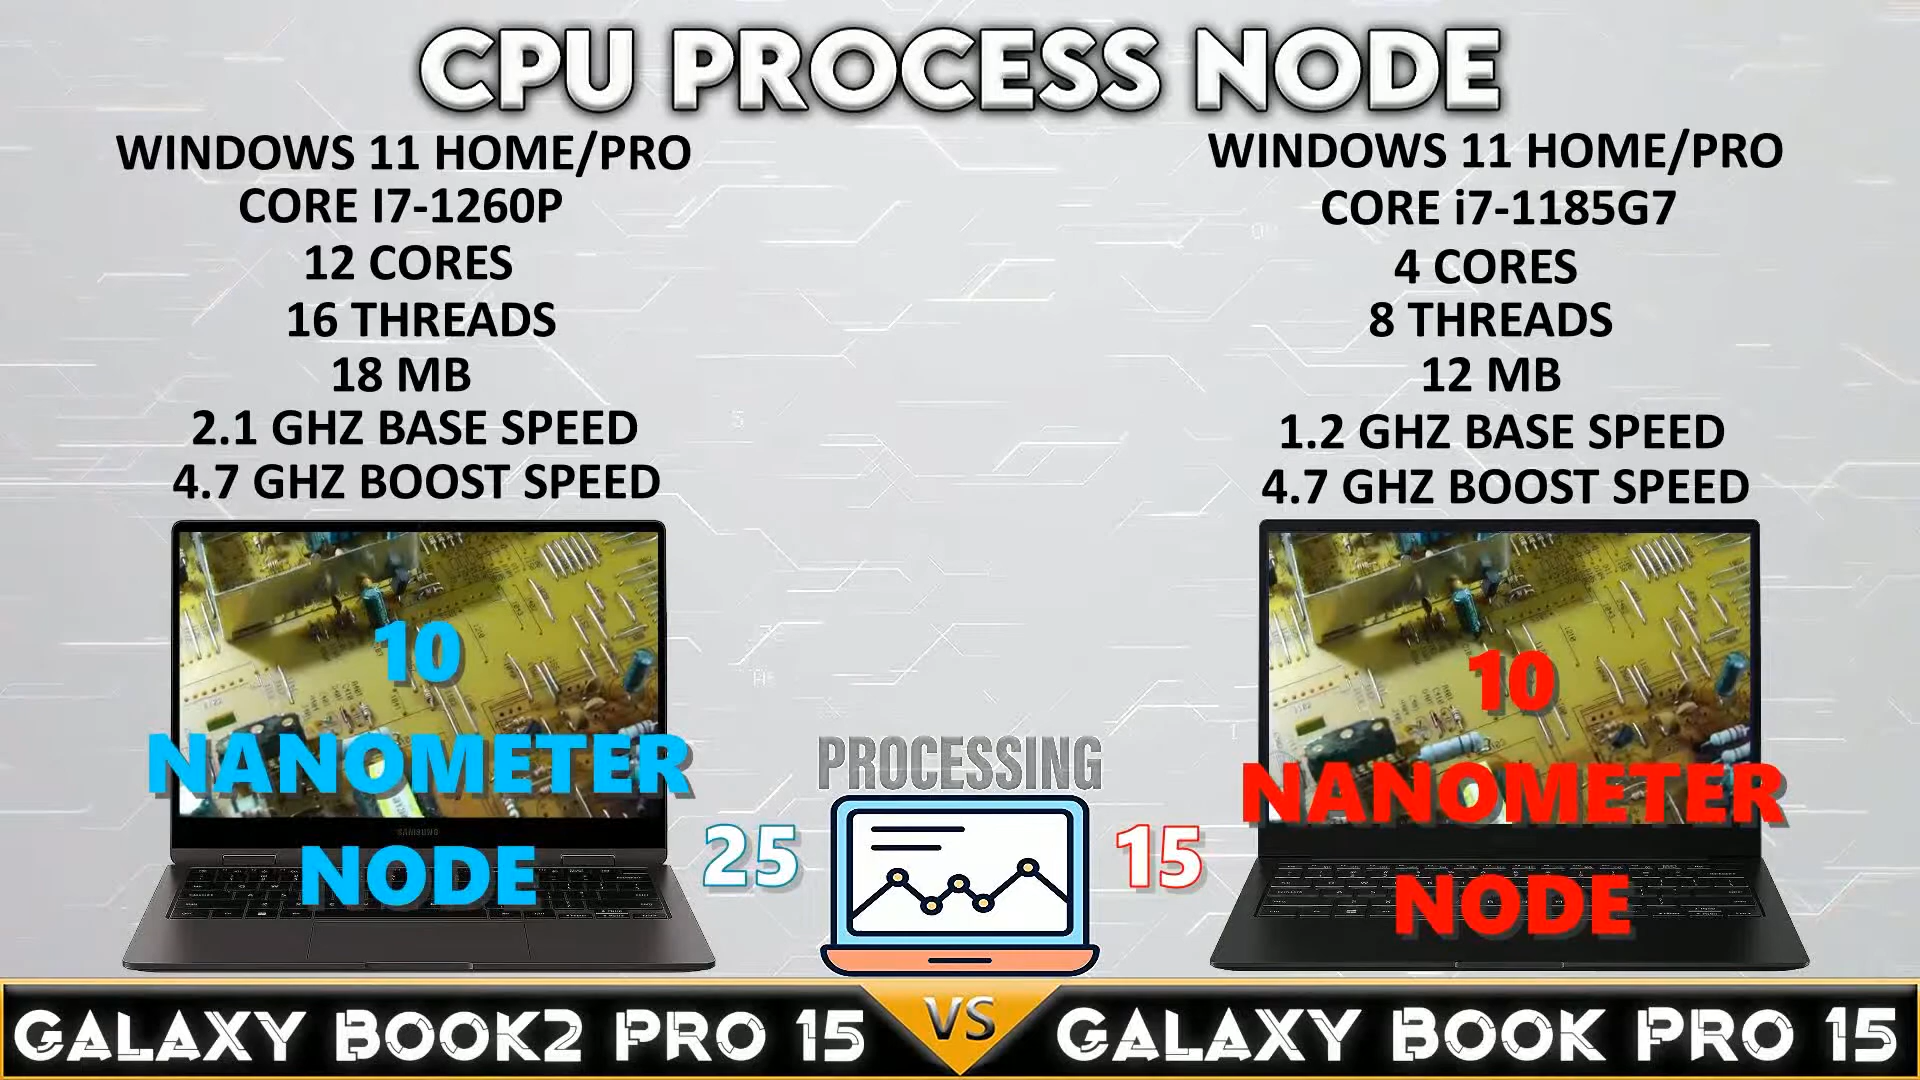 CPU PROCESS NODE
WINDOWS 11 HOME/PRO
CORE I7-1260P
12 CORES
16 THREADS
18 MB
2.1 GHZ BASE SPEED
4.7 GHZ BOOST SPEED
10
NANOMETER
NODE
SAMSUNG
WINDOWS 11 HOME/PRO
CORE i7-1185G7
4 CORES
8 THREADS
12 MB
1.2 GHZ BASE SPEED
4.7 GHZ BOOST SPEED
10
NANOMETER
NODE
PROCESSING
25
15
GALAXY BOOK2 PRO 15
VS
GALAXY BOOK PRO 15